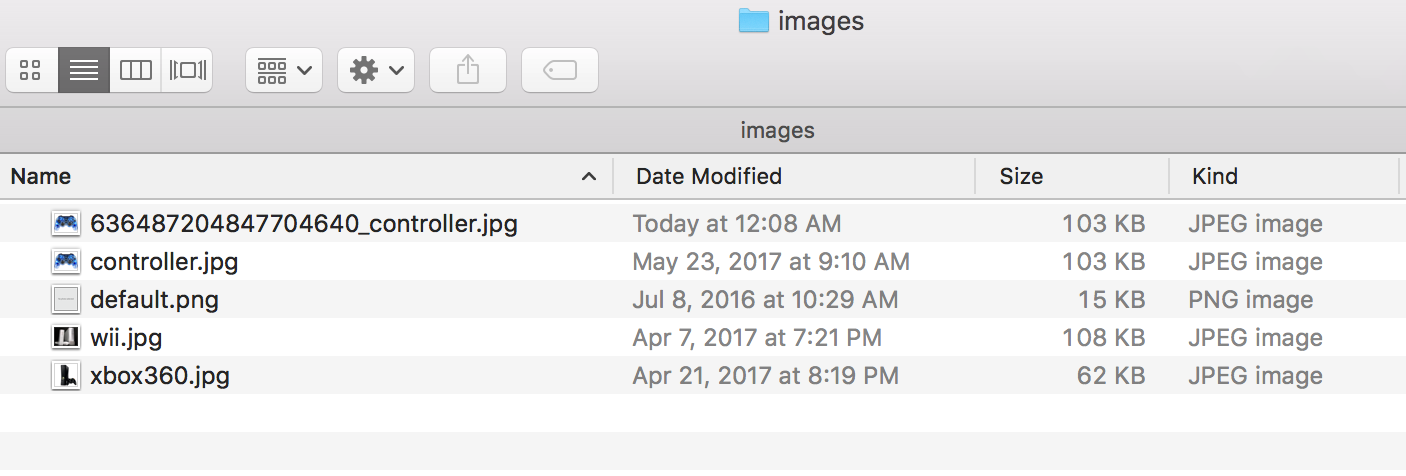 images
images
Name Date Modified Size Kind
636487204847704640_controller.jpg Today at 12:08 AM 103 KB JPEG image
controller.jpg May 23, 2017 at 9:10 AM 103 KB JPEG image
default.png Jul 8, 2016 at 10:29 AM 15 KB PNG image
wii.jpg Apr 7, 2017 at 7:21 PM 108 KB JPEG image
xbox360.jpg Apr 21, 2017 at 8:19 PM 62 KB JPEG image